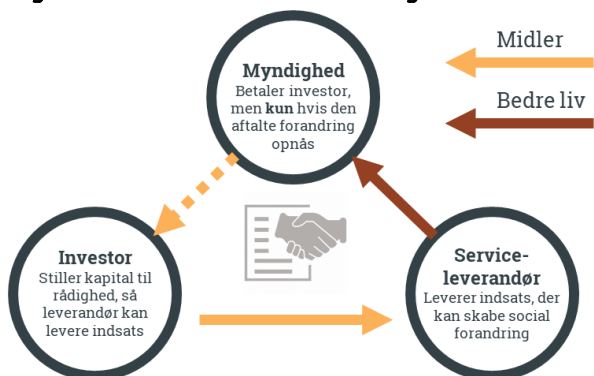 Myndighed
Betaler investor,
men kun hvis den
aftalte forandring
opnås
Midler
Bedre liv
Investor
Stiller kapital til
rådighed, så
leverandør kan
levere indsats
Service-
leverandør
Leverer indsats, der
kan skabe social
forandring